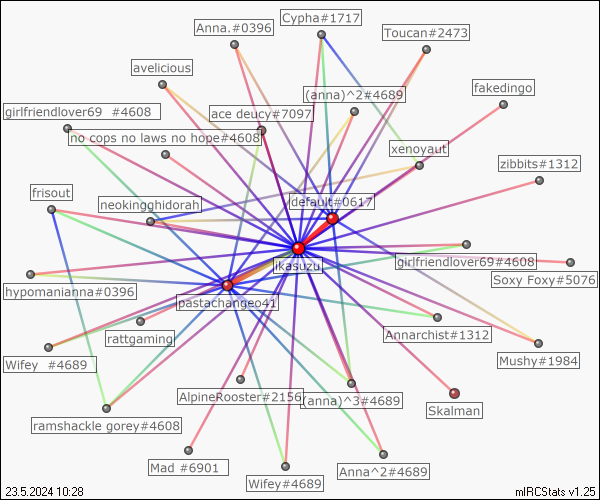 Cypha#1717
Anna.#0396
Toucan#2473
avelicious
(anna)^2#4689
fakedingo
girlfriendlover69 #4608
ace deucy#7097
no cops no laws no hope#4608
xenoyaut
zibbits#1312
frisout
neokingghidorah
default#0617
ikasuzu
girlfriendlover69#4608
Soxy Foxy#5076
hypomanianna#0396
pastachangeo41
rattgaming
Annarchist#1312
Wifey #4689
Mushy#1984
AlpineRooster#2156
(anna)^3#4689
Skalman
ramshackle gorey#4608
Mad #6901
Wifey#4689
Anna^2#4689
23.5.2024 10:28
mIRCStats v1.25